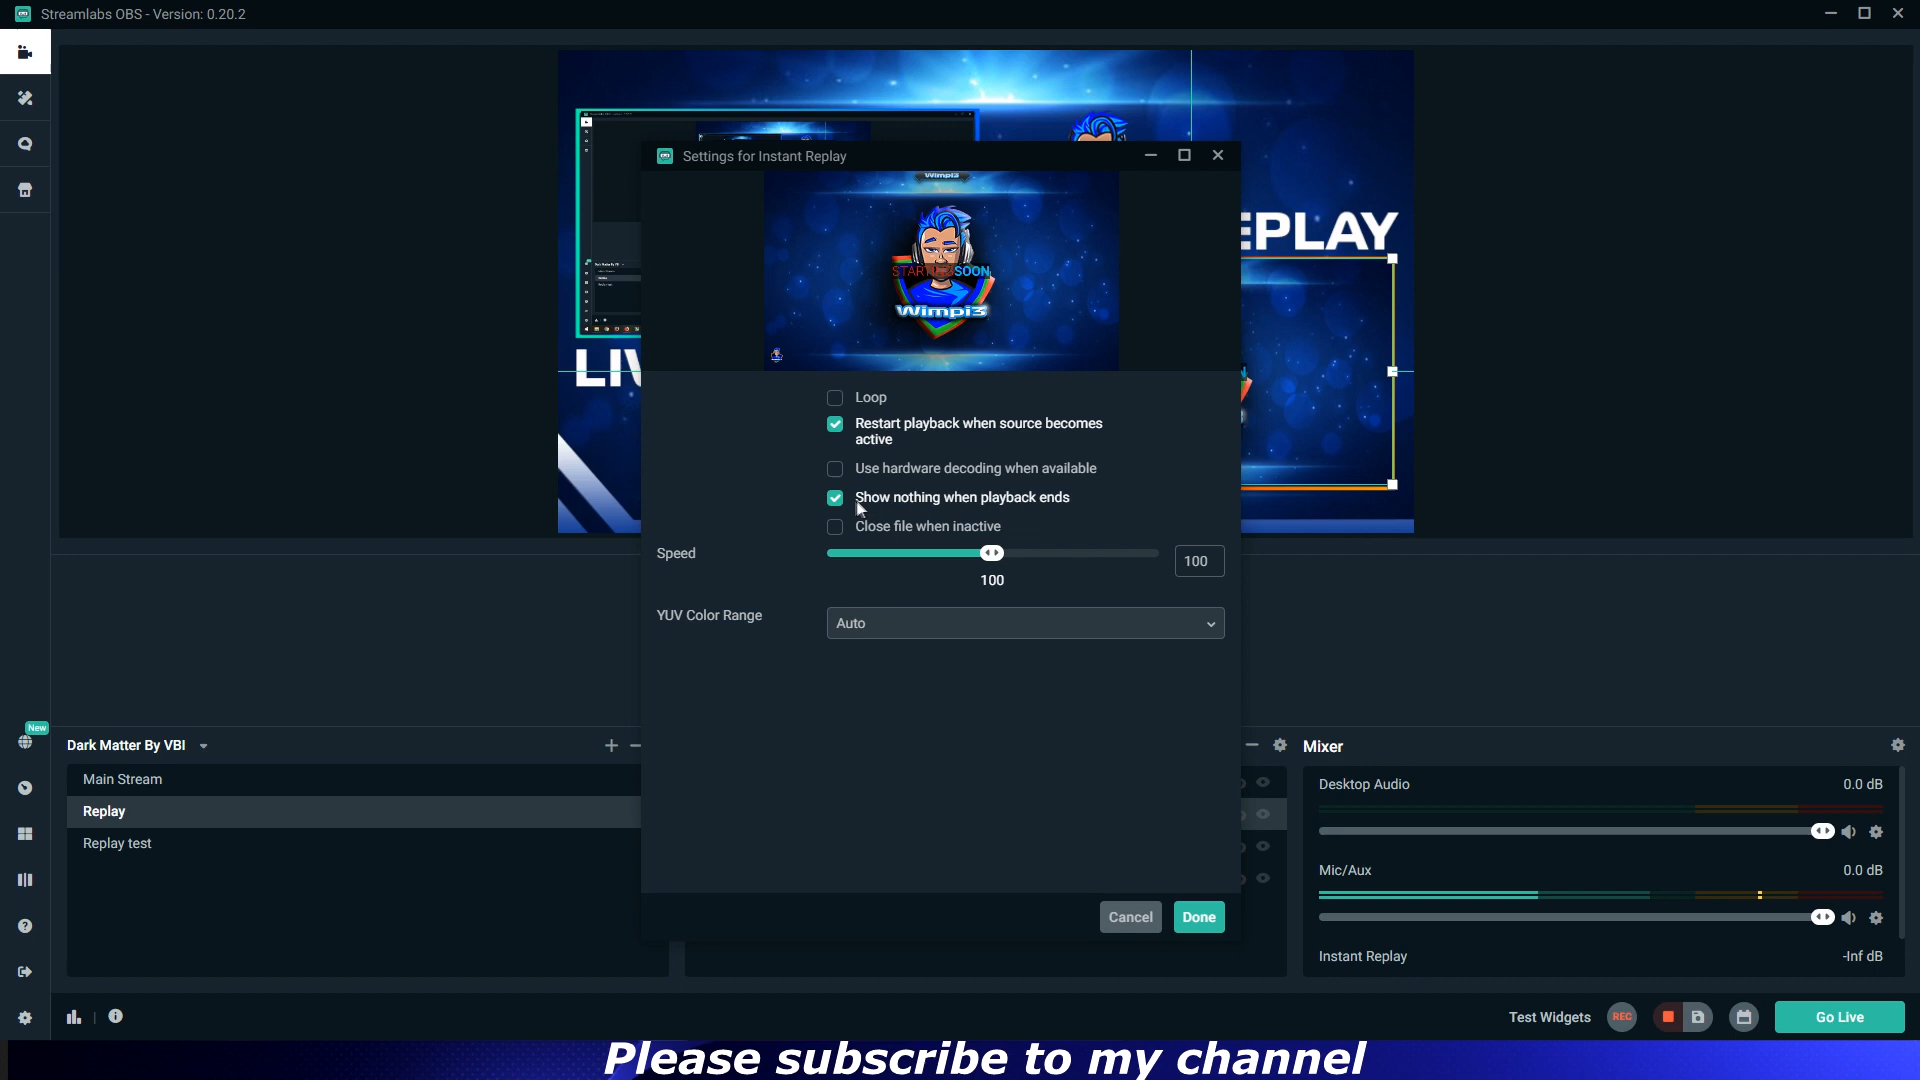 Streamlabs OBS - Version: 0.20.2
Settings for Instant Replay
Wimpi3
STARTING SOON
Wimpi3
EPLAY
LIV
Loop
Restart playback when source becomes
active
Use hardware decoding when available
Show nothing when playback ends
Close file when inactive
Speed
100
100
YUV Color Range
Auto
New
Dark Matter By VBI
Main Stream
Replay
Replay test
Mixer
Desktop Audio
0.0 dB
Mic/Aux
0.0 dB
Instant Replay
-Inf dB
Cancel
Done
Test Widgets
REC
Go Live
Please subscribe to my channel